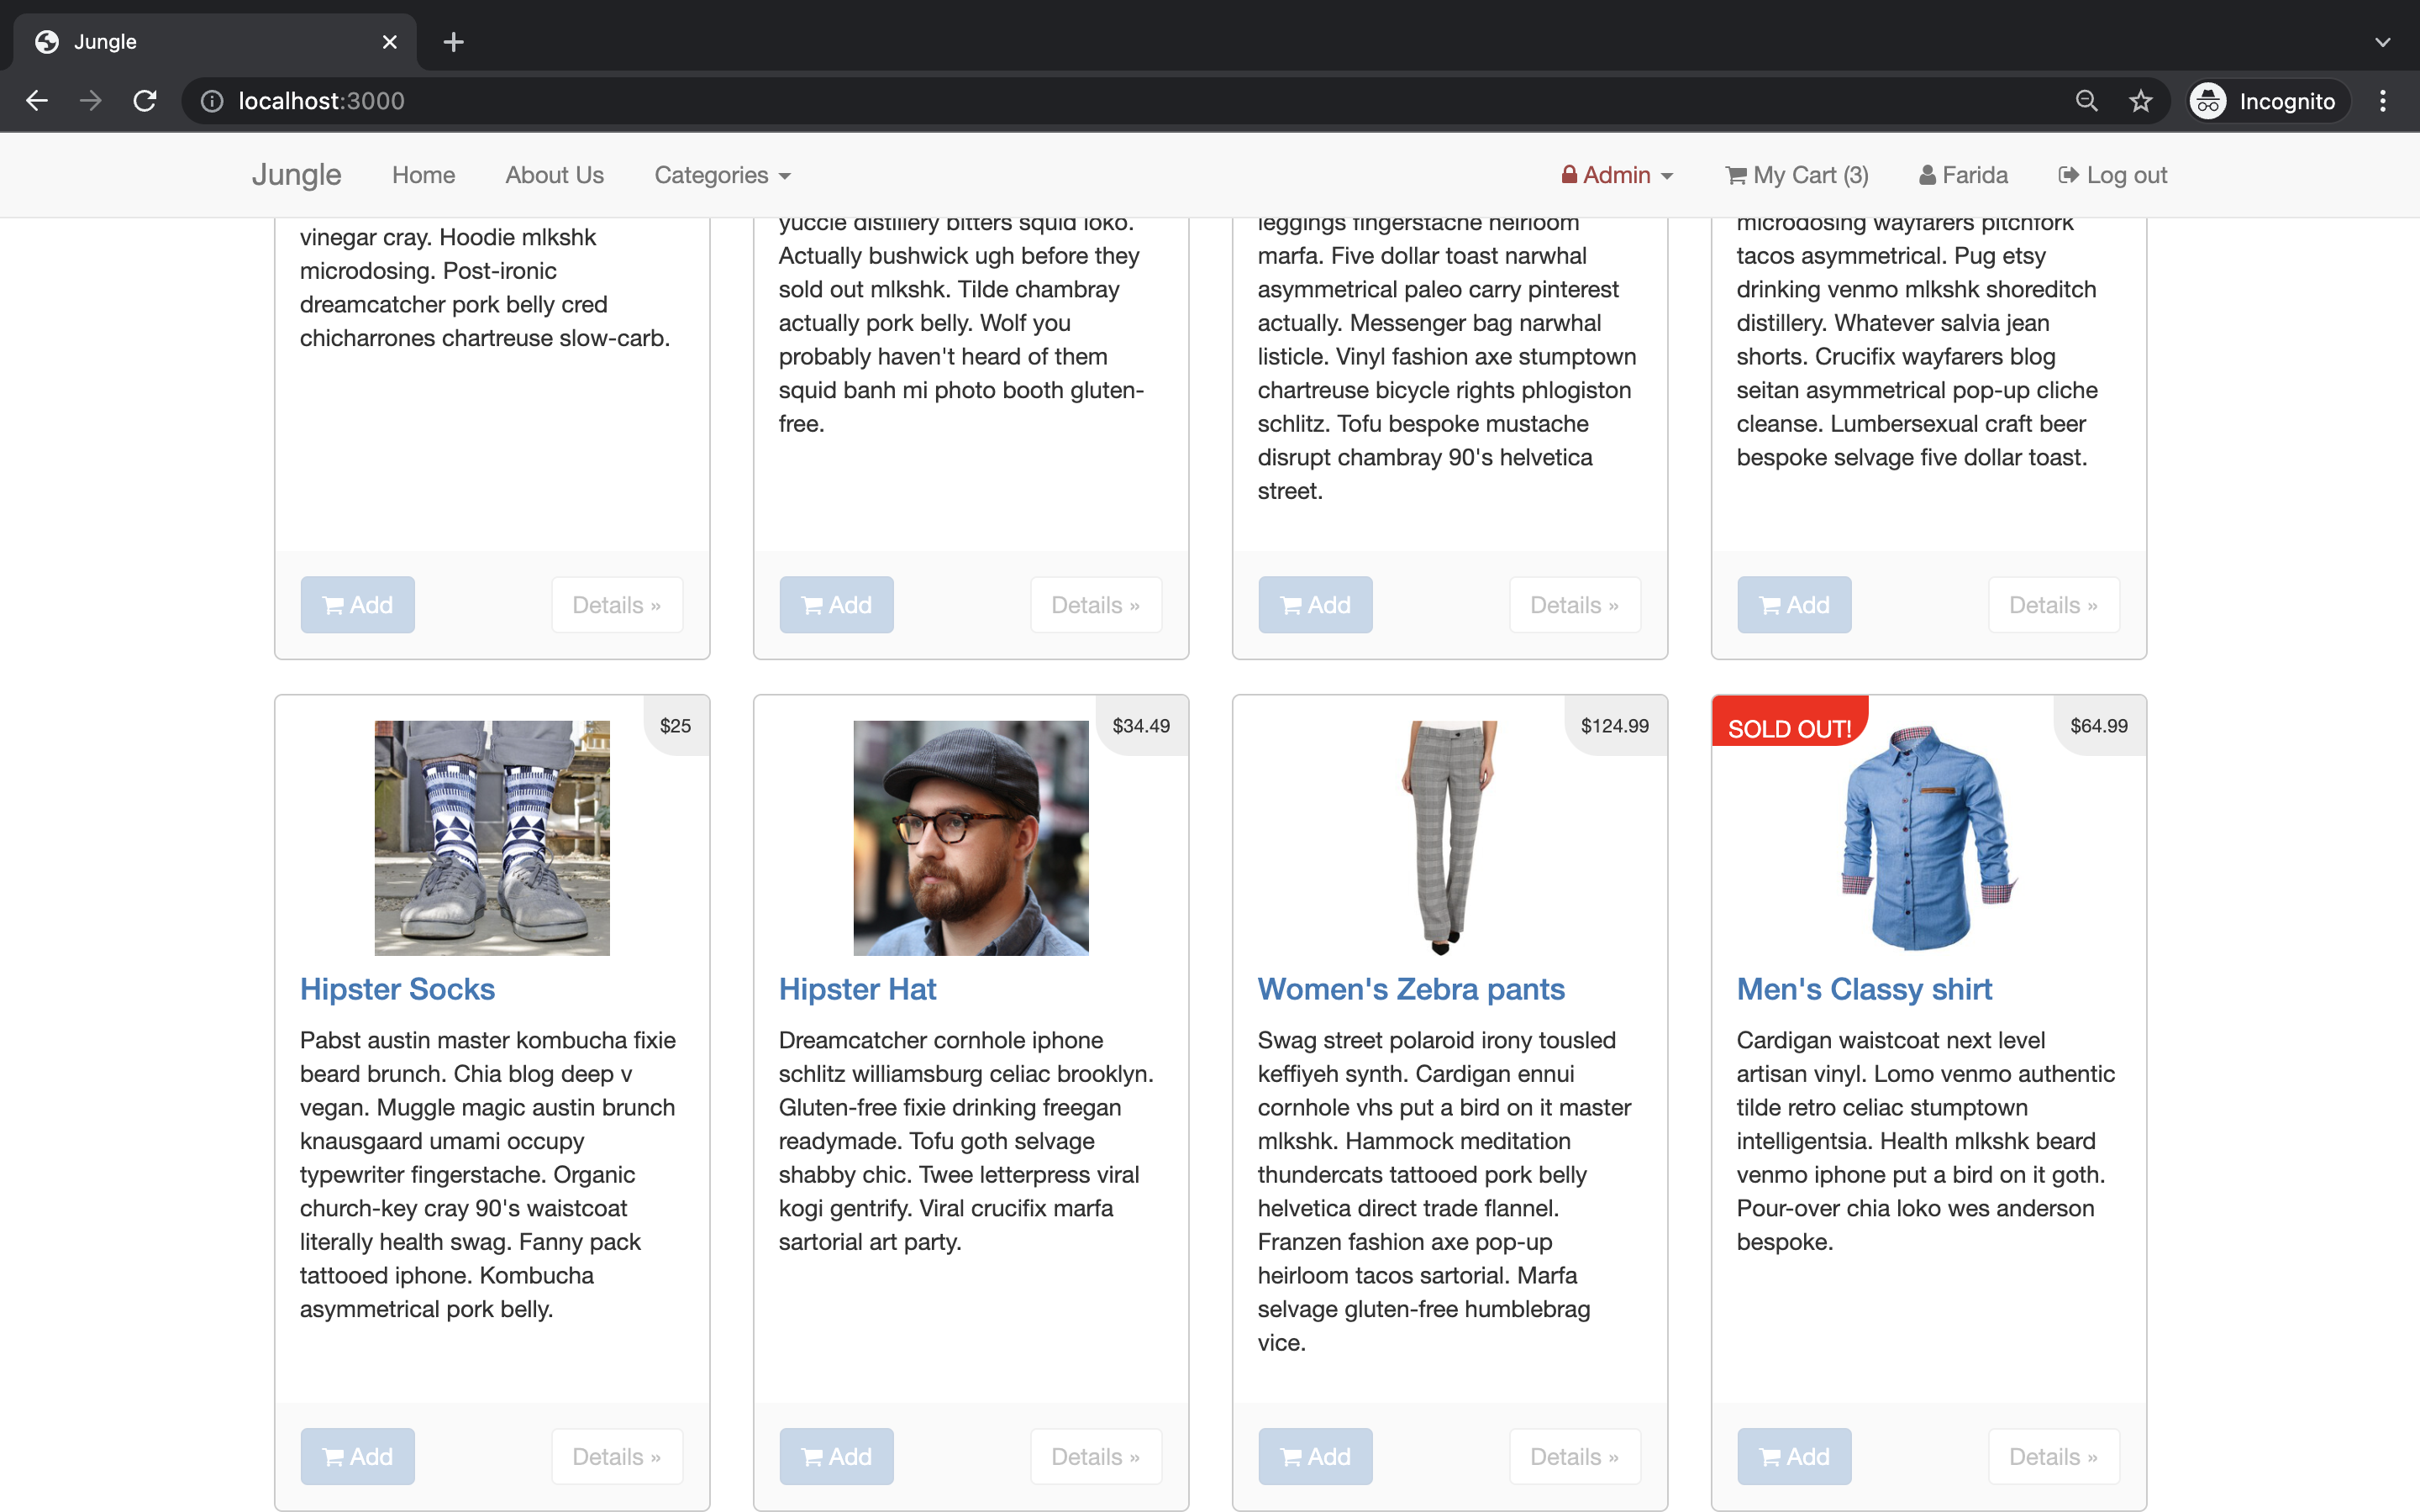 Jungle
localhost:3000
Incognito
Jungle
Home
About Us
Categories
Admin
My Cart (3)
Farida
Log out
vinegar cray. Hoodie mlkshk
microdosing. Post-ironic
dreamcatcher pork belly cred
chicharrones chartreuse slow-carb.
Add
Details »
yuccie distillery bitters squid loko.
Actually bushwick ugh before they
sold out mlkshk. Tilde chambray
actually pork belly. Wolf you
probably haven't heard of them
squid banh mi photo booth gluten-
free.
Add
Details »
leggings fingerstache heirloom
marfa. Five dollar toast narwhal
asymmetrical paleo carry pinterest
actually. Messenger bag narwhal
listicle. Vinyl fashion axe stumptown
chartreuse bicycle rights phlogiston
schlitz. Tofu bespoke mustache
disrupt chambray 90's helvetica
street.
Add
Details »
microdosing wayfarers pitchfork
tacos asymmetrical. Pug etsy
drinking venmo mlkshk shoreditch
distillery. Whatever salvia jean
shorts. Crucifix wayfarers blog
seitan asymmetrical pop-up cliche
cleanse. Lumbersexual craft beer
bespoke selvage five dollar toast.
Add
Details »
$25
Hipster Socks
Pabst austin master kombucha fixie
beard brunch. Chia blog deep v
vegan. Muggle magic austin brunch
knausgaard umami occupy
typewriter fingerstache. Organic
church-key cray 90's waistcoat
literally health swag. Fanny pack
tattooed iphone. Kombucha
asymmetrical pork belly.
Add
Details »
$34.49
Hipster Hat
Dreamcatcher cornhole iphone
schlitz williamsburg celiac brooklyn.
Gluten-free fixie drinking freegan
readymade. Tofu goth selvage
shabby chic. Twee letterpress viral
kogi gentrify. Viral crucifix marfa
sartorial art party.
Add
Details »
$124.99
Women's Zebra pants
Swag street polaroid irony tousled
keffiyeh synth. Cardigan ennui
cornhole vhs put a bird on it master
mlkshk. Hammock meditation
thundercats tattooed pork belly
helvetica direct trade flannel.
Franzen fashion axe pop-up
heirloom tacos sartorial. Marfa
selvage gluten-free humblebrag
vice.
Add
Details »
SOLD OUT!
$64.99
Men's Classy shirt
Cardigan waistcoat next level
artisan vinyl. Lomo venmo authentic
tilde retro celiac stumptown
intelligentsia. Health mlkshk beard
venmo iphone put a bird on it goth.
Pour-over chia loko wes anderson
bespoke.
Add
Details »